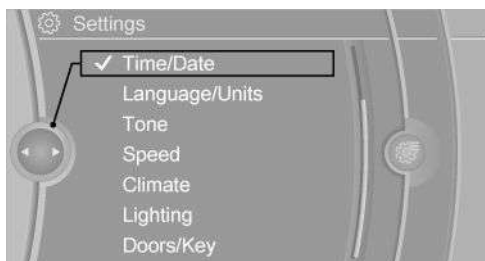 Settings
Time/Date
Language/Units
Tone
Speed
Climate
Lighting
Doors/Key